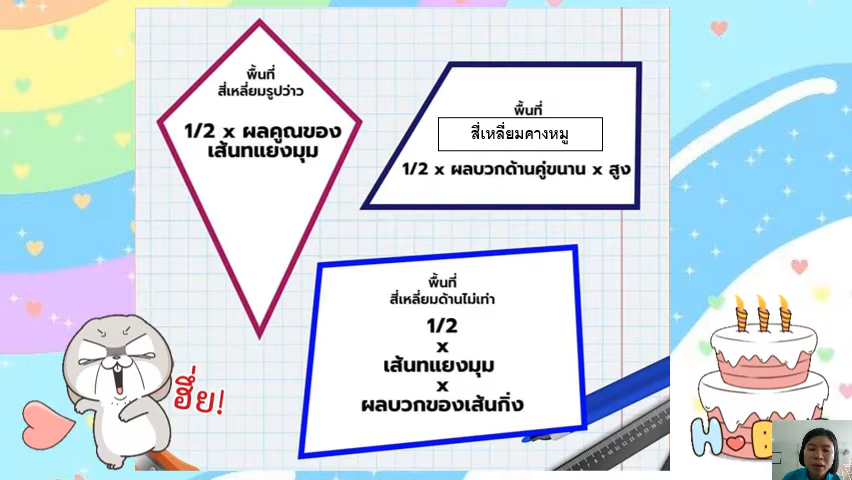 พื้นที่
สี่เหลี่ยมรูปว่าว
1/2 x ผลคูณของ
เส้นทแยงมุม
พื้นที่
สี่เหลี่ยมคางหมู
1/2 x ผลบวกด้านคู่ขนาน x สูง
พื้นที่
สี่เหลี่ยมด้านไม่เท่า
1/2
x
เส้นทแยงมุม
x
ผลบวกของเส้นกิ่ง
ฮึ่ย!